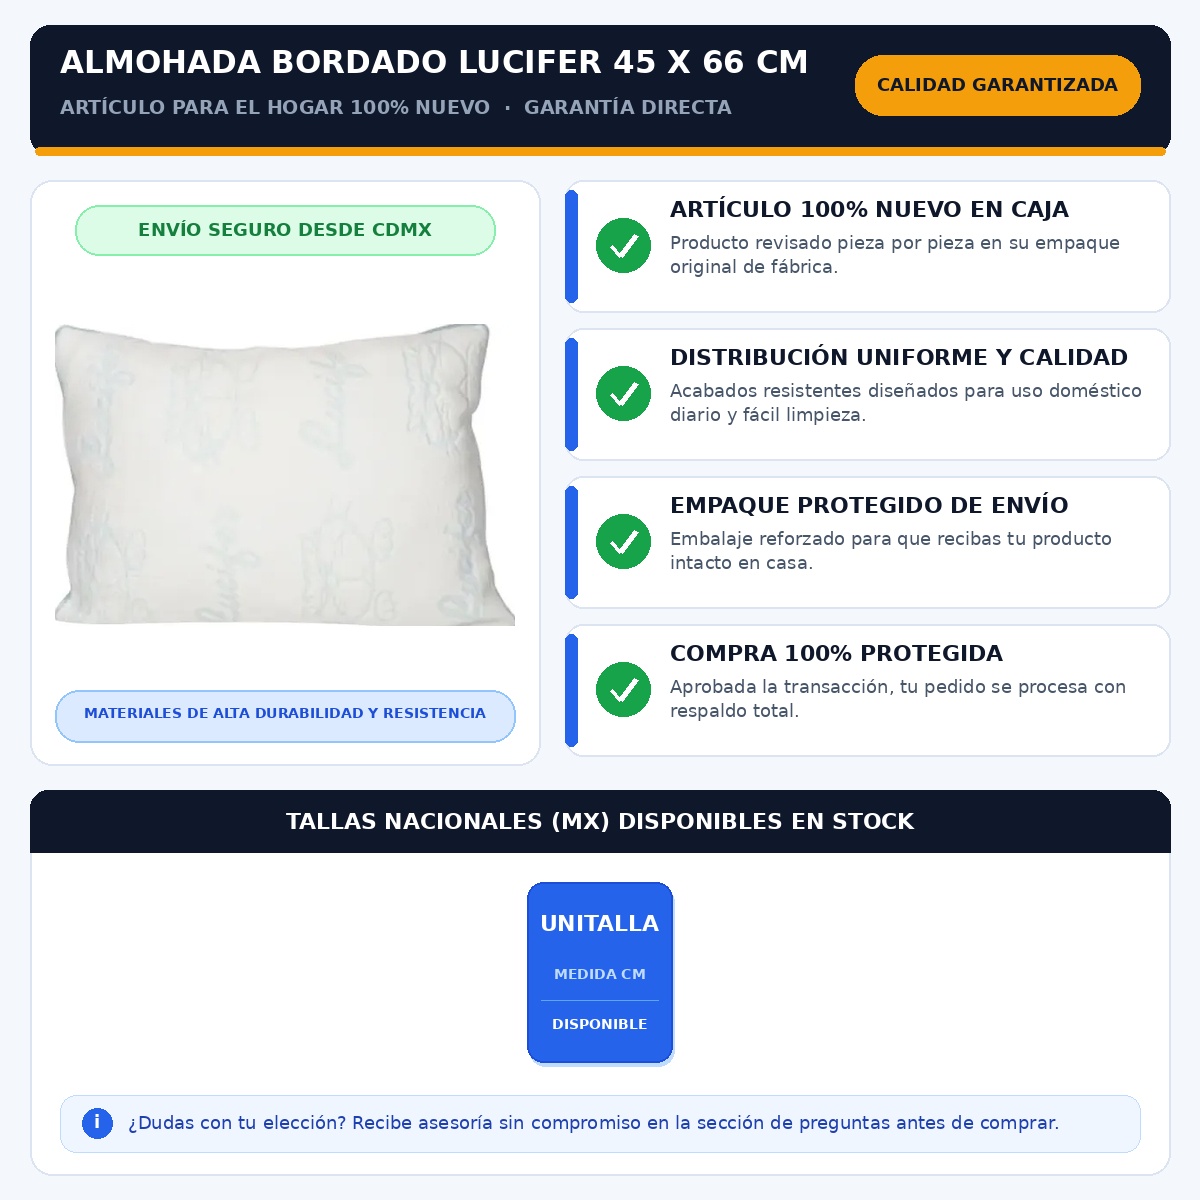 ALMOHADA BORDADO LUCIFER 45 X 66 CM
ARTÍCULO PARA EL HOGAR 100% NUEVO · GARANTÍA DIRECTA
CALIDAD GARANTIZADA
ENVÍO SEGURO DESDE CDMX
MATERIALES DE ALTA DURABILIDAD Y RESISTENCIA
ARTÍCULO 100% NUEVO EN CAJA
Producto revisado pieza por pieza en su empaque
original de fábrica.
DISTRIBUCIÓN UNIFORME Y CALIDAD
Acabados resistentes diseñados para uso doméstico
diario y fácil limpieza.
EMPAQUE PROTEGIDO DE ENVÍO
Embalaje reforzado para que recibas tu producto
intacto en casa.
COMPRA 100% PROTEGIDA
Aprobada la transacción, tu pedido se procesa con
respaldo total.
TALLAS NACIONALES (MX) DISPONIBLES EN STOCK
UNITALLA
MEDIDA CM
DISPONIBLE
i ¿Dudas con tu elección? Recibe asesoría sin compromiso en la sección de preguntas antes de comprar.